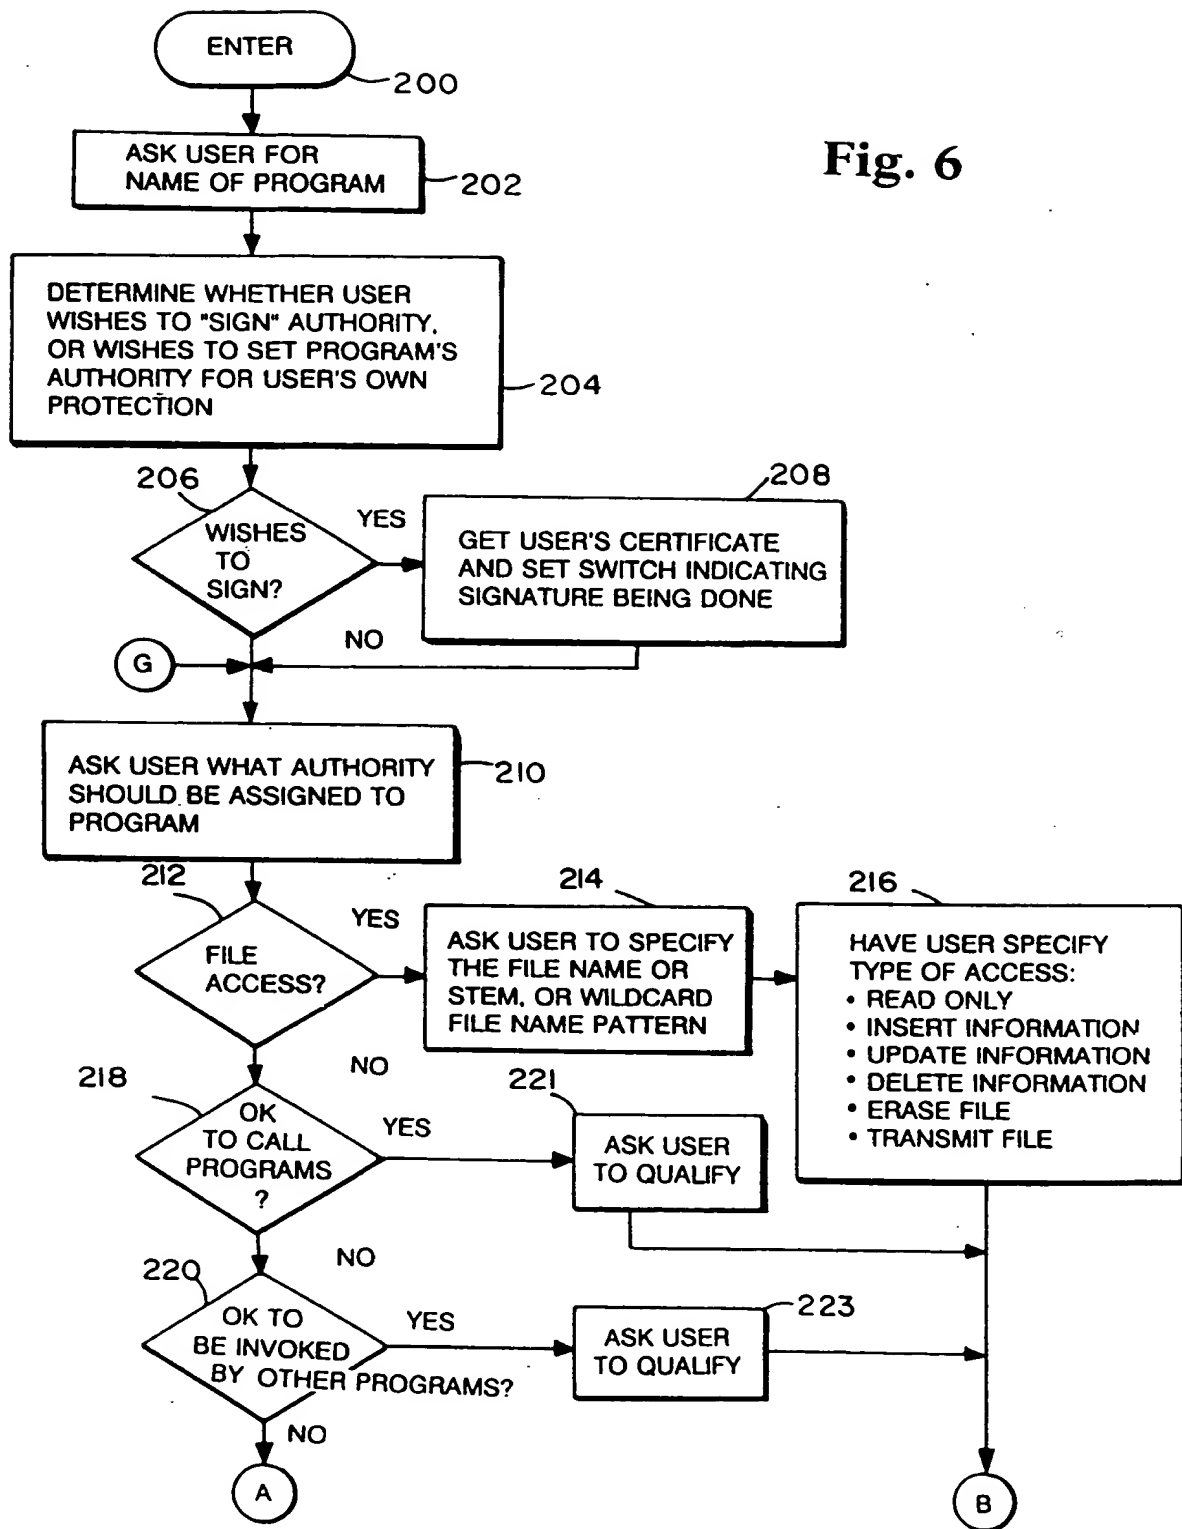 ENTER
200
Fig. 6
ASK USER FOR
NAME OF PROGRAM
202
DETERMINE WHETHER USER
WISHES TO "SIGN" AUTHORITY,
OR WISHES TO SET PROGRAM'S
AUTHORITY FOR USER'S OWN
PROTECTION
204
206
WISHES
TO
SIGN?
YES
208
GET USER'S CERTIFICATE
AND SET SWITCH INDICATING
SIGNATURE BEING DONE
NO
G
ASK USER WHAT AUTHORITY
SHOULD BE ASSIGNED TO
PROGRAM
210
212
FILE
ACCESS?
YES
214
ASK USER TO SPECIFY
THE FILE NAME OR
STEM, OR WILDCARD
FILE NAME PATTERN
216
HAVE USER SPECIFY
TYPE OF ACCESS:
• READ ONLY
• INSERT INFORMATION
• UPDATE INFORMATION
• DELETE INFORMATION
• ERASE FILE
• TRANSMIT FILE
NO
218
OK
TO CALL
PROGRAMS
?
YES
221
ASK USER
TO QUALIFY
NO
220
OK TO
BE INVOKED
BY OTHER PROGRAMS?
YES
223
ASK USER
TO QUALIFY
NO
A
B